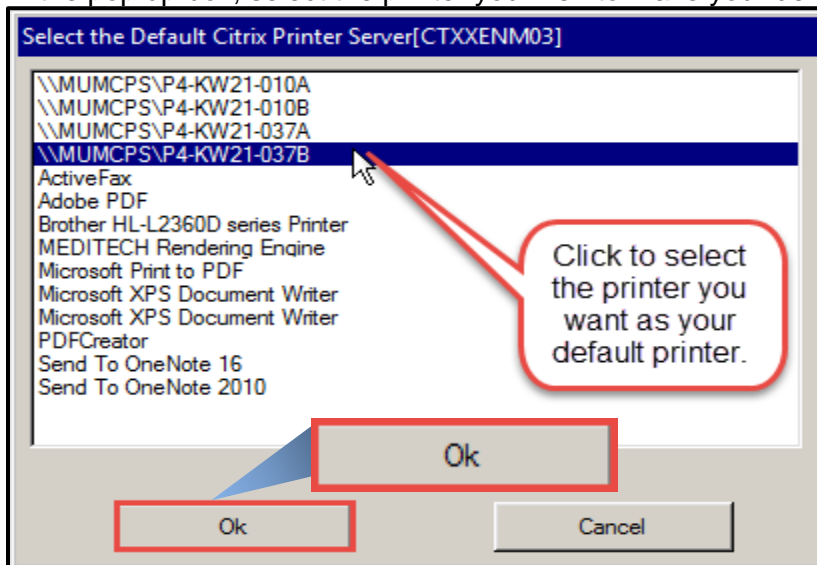 Select the Default Citrix Printer Server[CTXXENM03]
\\MUMCPS\P4-KW21-010A
\\MUMCPS\P4-KW21-010B
\\MUMCPS\P4-KW21-037A
\\MUMCPS\P4-KW21-037B
ActiveFax
Adobe PDF
Brother HL-L2360D series Printer
MEDITECH Rendering Engine
Microsoft Print to PDF
Microsoft XPS Document Writer
Microsoft XPS Document Writer
PDFCreator
Send To OneNote 16
Send To OneNote 2010
Click to select
the printer you
want as your
default printer.
Ok
Ok
Cancel